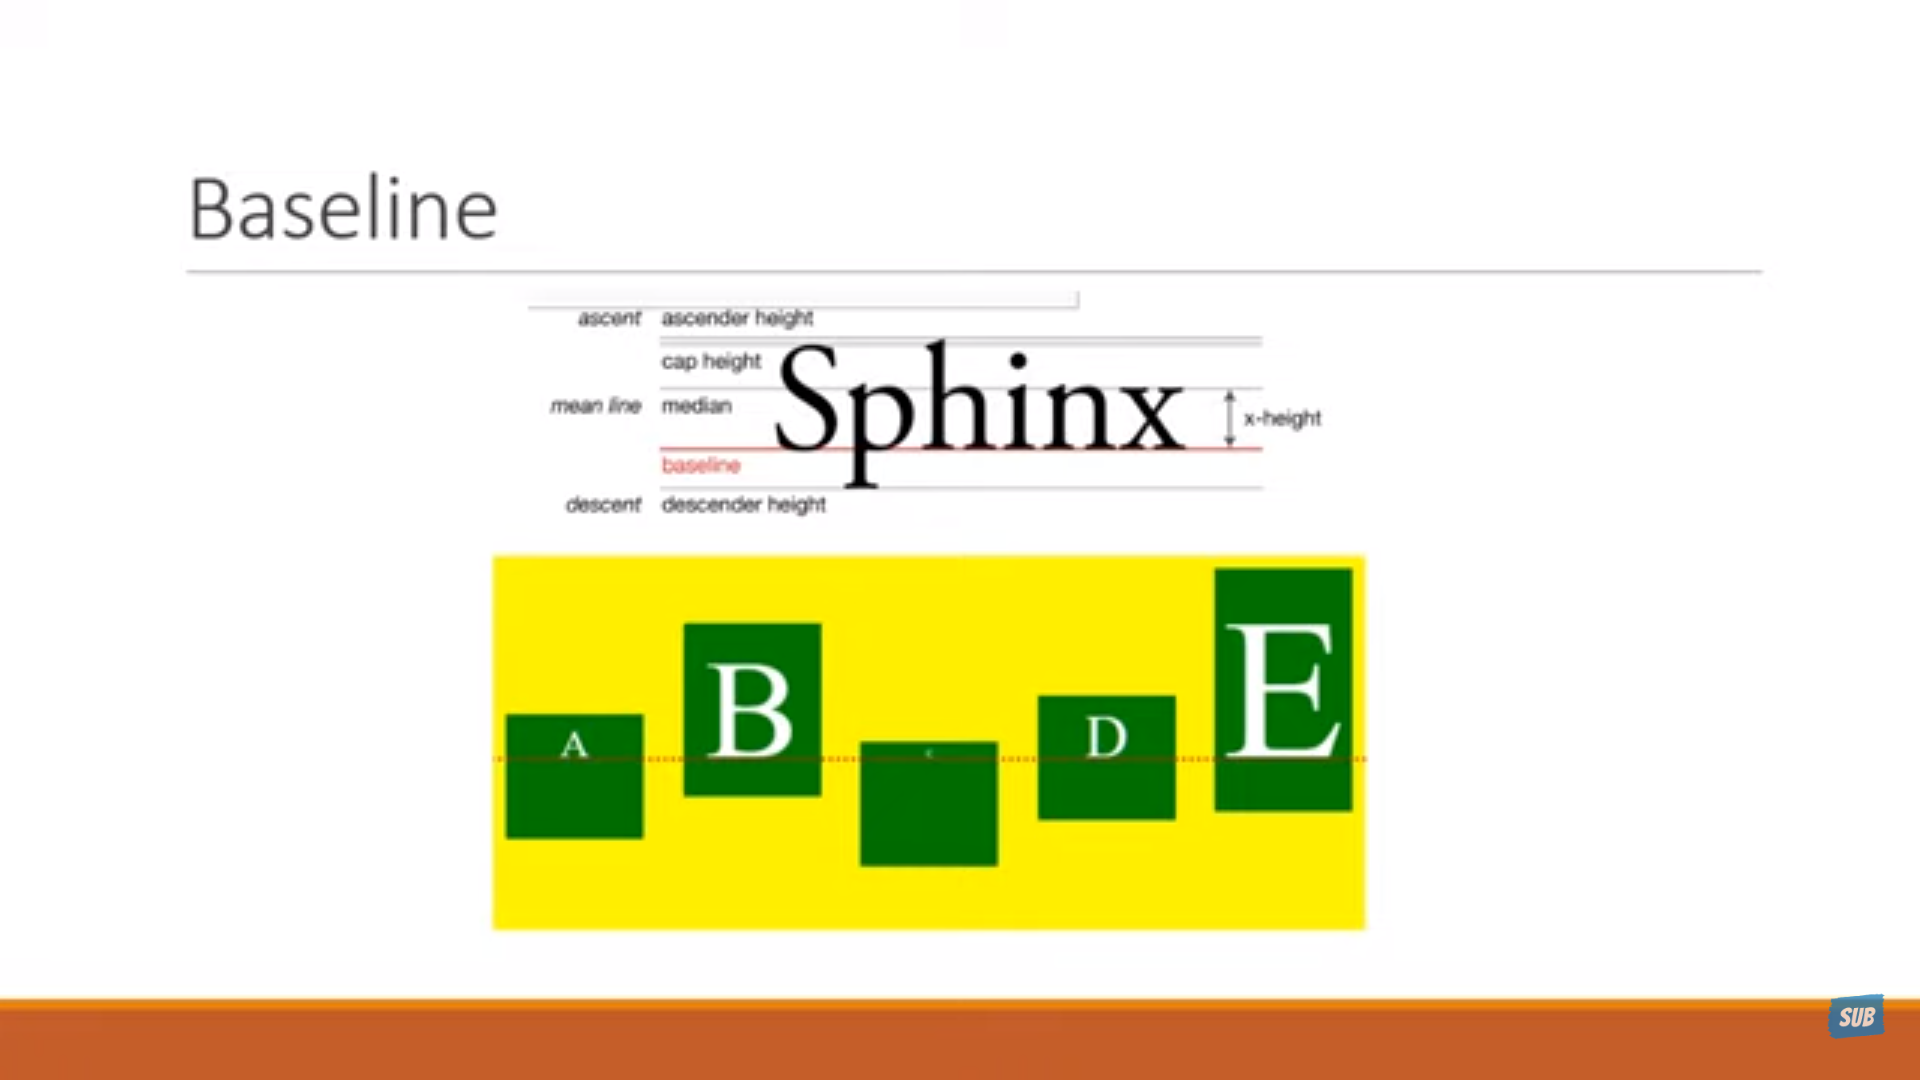 Baseline
ascent ascender height
cap height
Sphinx
mean line median
x-height
baseline
descent descender height
A
B
C
D
E
SUB